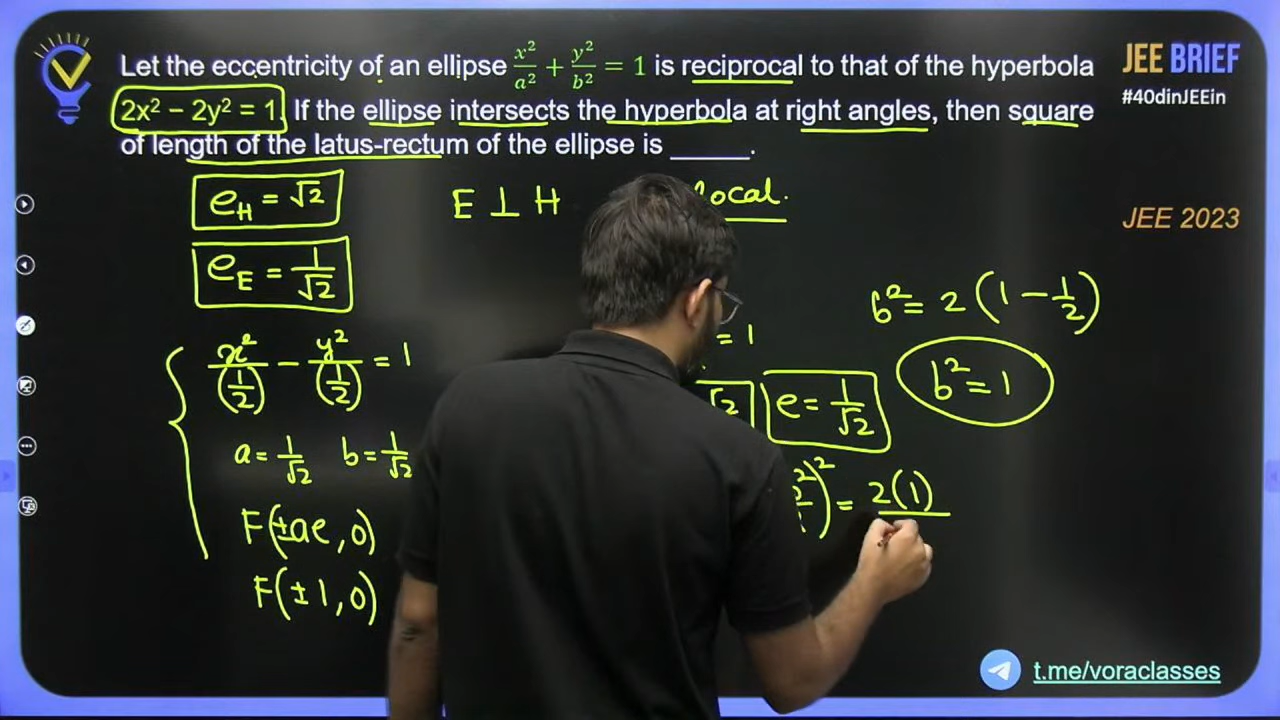 Let the eccentricity of an ellipse x²/a² + y²/b² = 1 is reciprocal to that of the hyperbola
2x² − 2y² = 1. If the ellipse intersects the hyperbola at right angles, then square
of length of the latus-rectum of the ellipse is _____.
JEE BRIEF
#40dinJEEin
JEE 2023
e_H = √2
E ⊥ H
e_E = 1/√2
x²/(1/2) − y²/(1/2) = 1
a = 1/√2 b = 1/√2
F(±ae, 0)
F(±1, 0)
= 1
e = 1/√2
b² = 2(1 − 1/2)
b² = 1
= 2(1)
t.me/voraclasses